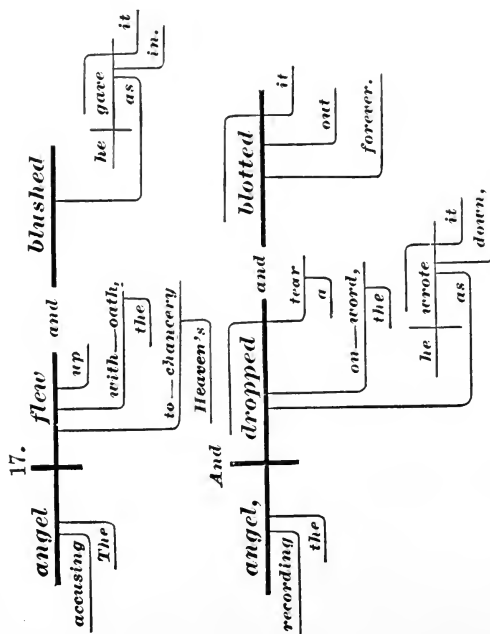 17.
angel flew and blushed
accusing
The
up
with—oath,
the
to—chancery
Heaven's
he gave
as
it
in.
And
angel, dropped and blotted
recording
the
tear
a
on—word,
the
he wrote
as
it
down,
it
out
forever.